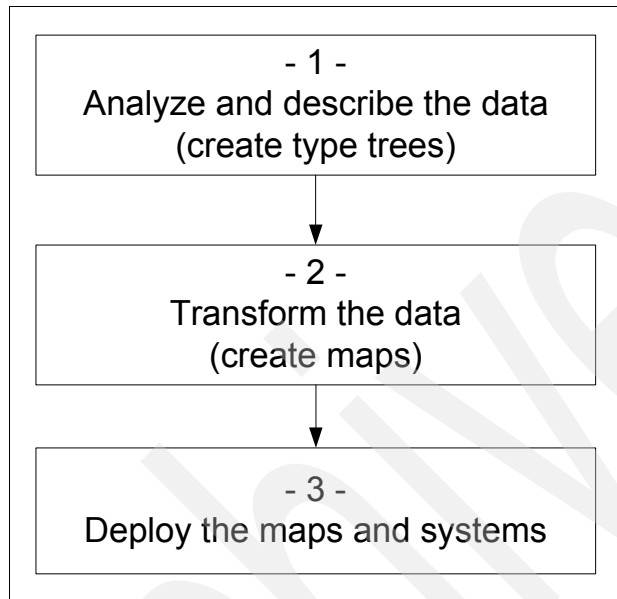 - 1 -
Analyze and describe the data
(create type trees)
- 2 -
Transform the data
(create maps)
- 3 -
Deploy the maps and systems